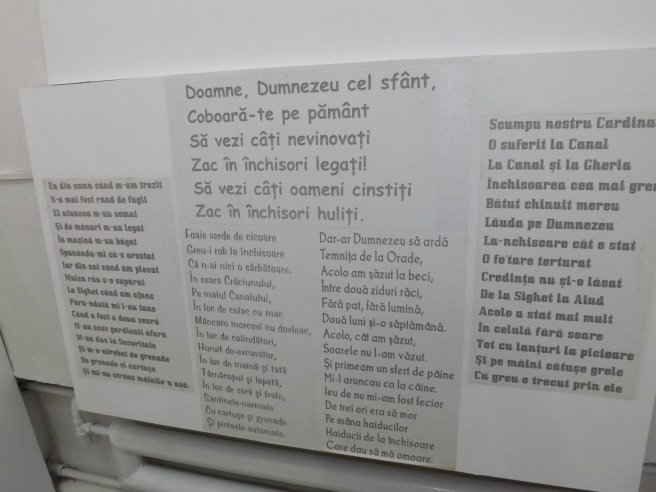 Doamne, Dumnezeu cel sfânt,
Coboară-te pe pământ
Să vezi câți nevinovați
Zac în închisori legați!
Să vezi câți oameni cinstiți
Zac în închisori huliți.
Eu din somn când m-am trezit
N-a mai fost rând de fugit
Ei atuncea m-au somat
Și de mânuri m-au legat
În mașină m-au băgat
Spunându-mi că-s arestat
Iar din sat când am plecat
Maica rău s-o supărat
La Sighet când am ajuns
Păru-ndată mi l-au tuns
Când o fost a două seară
M-au scos gardienii afară
M-au dus la Securitate
Și m-o întrebat de grenade
De grenade și cartușe
Și mi-au strâns mâinile-n ușă.
Foaie verde de cicoare
Greu-i rob la închisoare
Că n-ai nici o sărbătoare.
În seara Crăciunului,
Pe malul Canalului,
În loc de colac cu mac
Mâncam morcovi cu dovleac,
În loc de colindători,
Huruit de-excavator,
În loc de mamă și tată
Târnăcopul și lopată,
În loc de soră și frate,
Santinele-narmate
Cu cartușe și grenade
Și pistoale-automate.
Dar-ar Dumnezeu să ardă
Temnița de la Orade,
Acolo am șăzut la beci,
Între două ziduri răci,
Fără pat, fără lumină,
Două luni și-o săptămână.
Acolo, cât am șăzut,
Soarele nu l-am văzut.
Și primeam un sfert de pâine
Mi-l aruncau ca la câine.
Ieu de nu mi-am fost fecior
De trei ori era să mor
Pe mâna haiducilor
Haiducii de la închisoare
Care dau să mă omoare.
Scumpu nostru Cardina
O suferit la Canal
La Canal și la Gherla
Închisoarea cea mai gre
Bătut chinuit mereu
Lăuda pe Dumnezeu
La-nchisoare cât o stat
O fo'tare torturat
Credința nu și-o lăsat
De la Sighet la Aiud
Acolo a stat mai mult
În celulă fără soare
Tot cu lanțuri la picioare
Și pe mâini cătușe grele
Cu greu o trecut prin ele